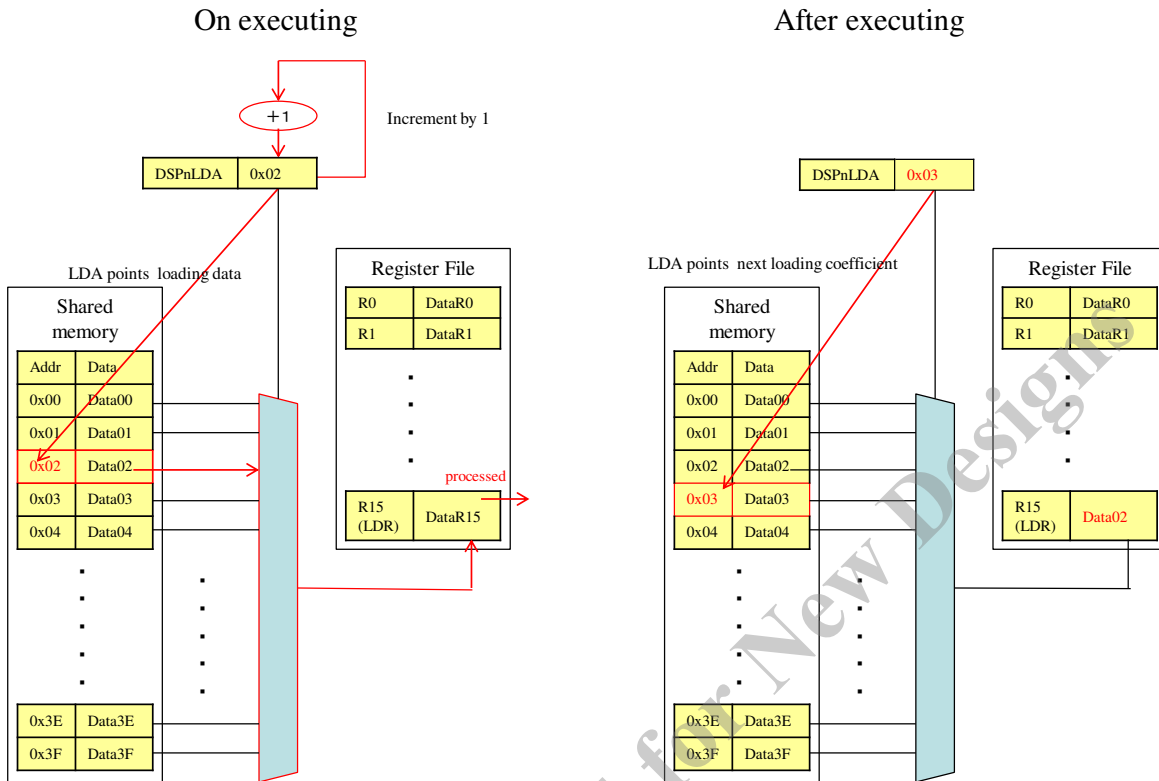 On executing
+1
Increment by 1
DSPnLDA 0x02
LDA points loading data
Shared
memory
Addr Data
0x00 Data00
0x01 Data01
0x02 Data02
0x03 Data03
0x04 Data04
0x3E Data3E
0x3F Data3F
Register File
R0 DataR0
R1 DataR1
processed
R15
(LDR) DataR15
After executing
DSPnLDA 0x03
LDA points next loading coefficient
Shared
memory
Addr Data
0x00 Data00
0x01 Data01
0x02 Data02
0x03 Data03
0x04 Data04
0x3E Data3E
0x3F Data3F
Register File
R0 DataR0
R1 DataR1
R15
(LDR) Data02
for New Designs